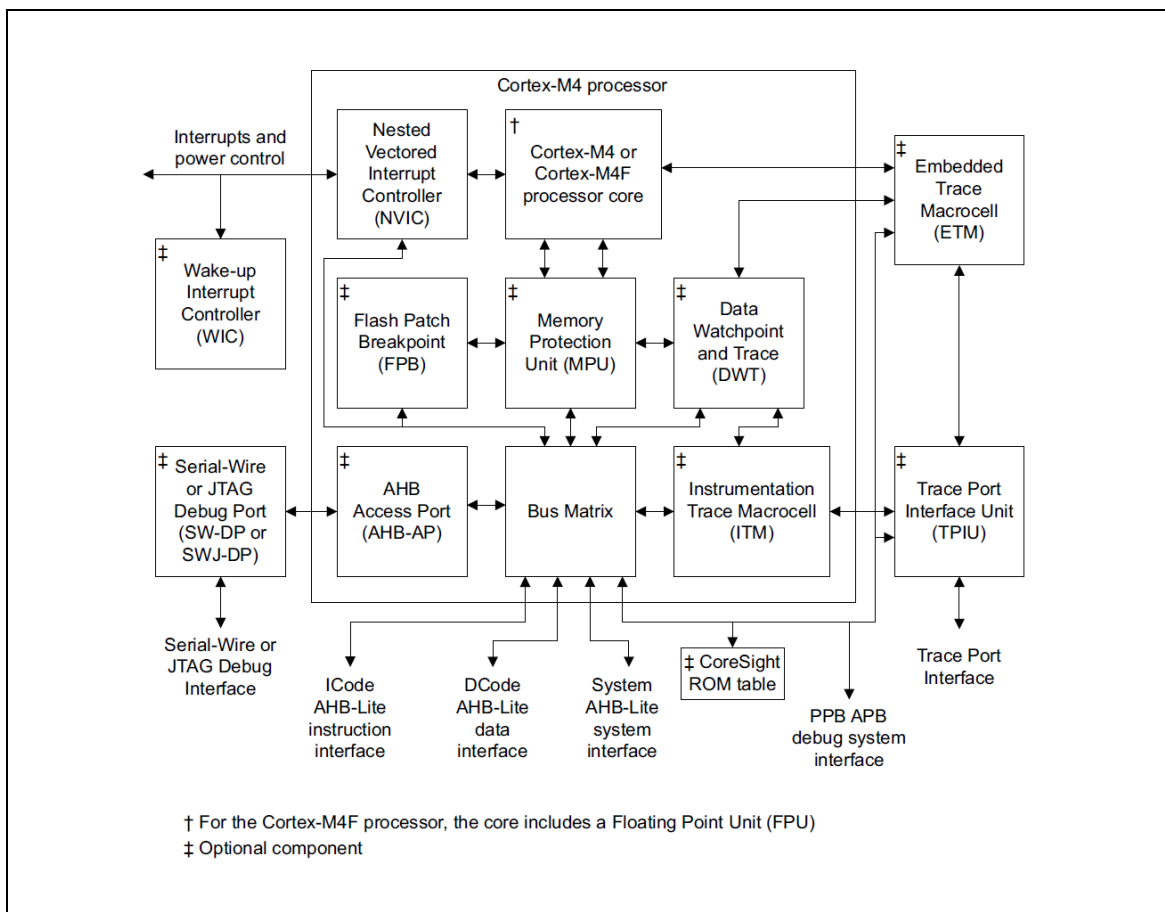 Cortex-M4 processor
Interrupts and
power control
Nested
Vectored
Interrupt
Controller
(NVIC)
†
Cortex-M4 or
Cortex-M4F
processor core
‡
Embedded
Trace
Macrocell
(ETM)
‡
Wake-up
Interrupt
Controller
(WIC)
‡
Flash Patch
Breakpoint
(FPB)
‡
Memory
Protection
Unit (MPU)
‡
Data
Watchpoint
and Trace
(DWT)
‡
Serial-Wire
or JTAG
Debug Port
(SW-DP or
SWJ-DP)
‡
AHB
Access Port
(AHB-AP)
Bus Matrix
‡
Instrumentation
Trace Macrocell
(ITM)
‡
Trace Port
Interface Unit
(TPIU)
Serial-Wire or
JTAG Debug
Interface
ICode
AHB-Lite
instruction
interface
DCode
AHB-Lite
data
interface
System
AHB-Lite
system
interface
‡ CoreSight
ROM table
PPB APB
debug system
interface
Trace Port
Interface
† For the Cortex-M4F processor, the core includes a Floating Point Unit (FPU)
‡ Optional component